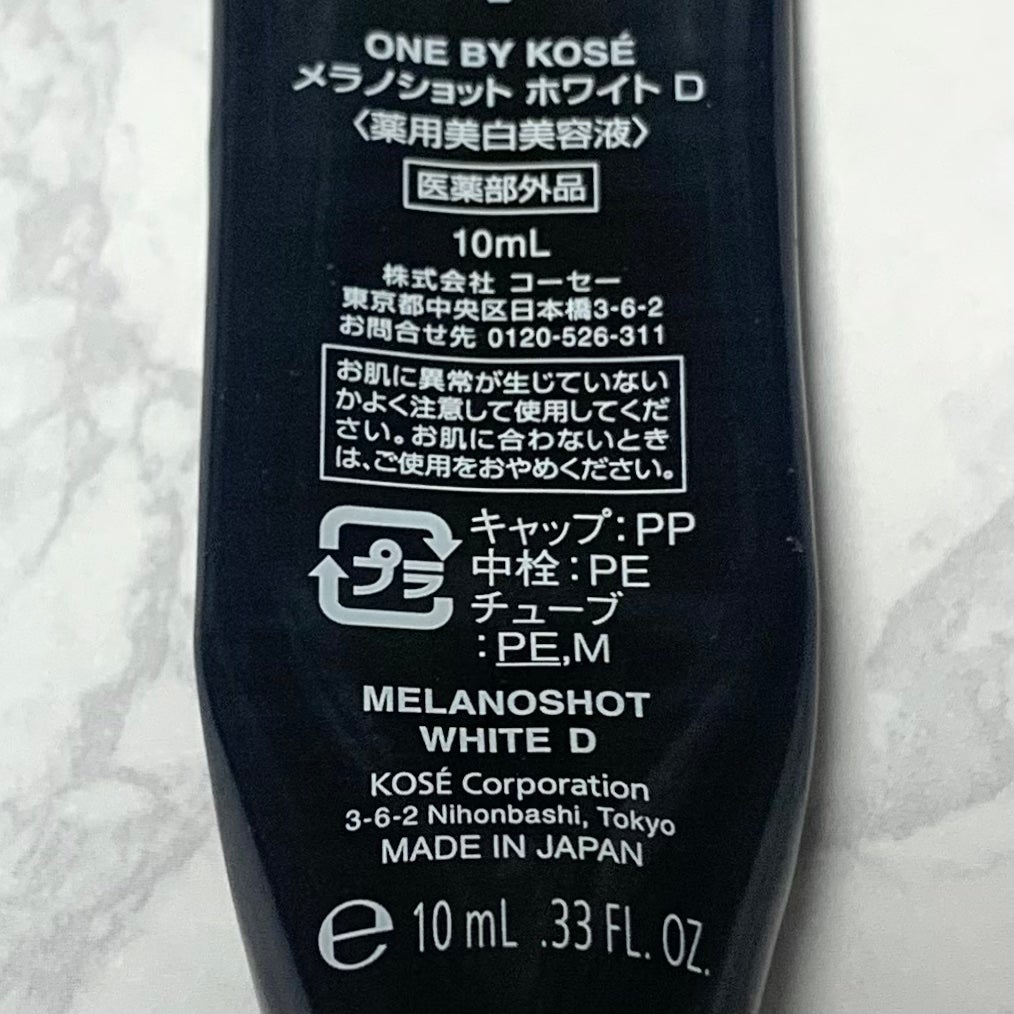 ONE BY KOSÉ
メラノショット ホワイト D
〈薬用美白美容液〉
医薬部外品
10mL
株式会社 コーセー
東京都中央区日本橋3-6-2
お問合せ先 0120-526-311
お肌に異常が生じていない
かよく注意して使用してくだ
さい。お肌に合わないとき
は、ご使用をおやめください。
プラ
キャップ:PP
中栓:PE
チューブ
:PE,M
MELANOSHOT
WHITE D
KOSÉ Corporation
3-6-2 Nihonbashi, Tokyo
MADE IN JAPAN
℮ 10 mL .33 FL. OZ.